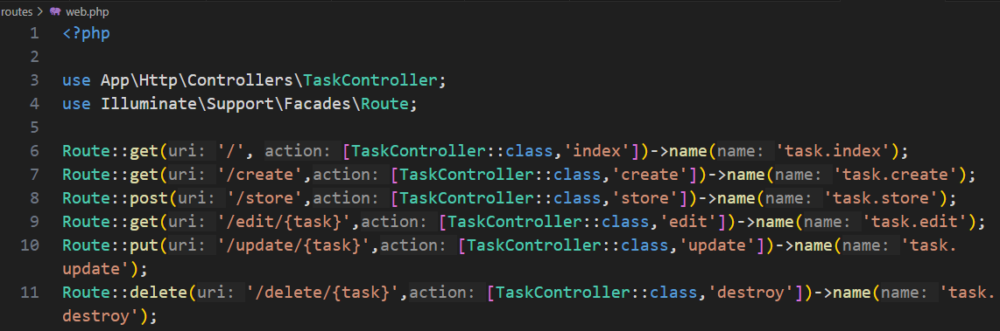 routes > web.php
1 <?php
2
3 use App\Http\Controllers\TaskController;
4 use Illuminate\Support\Facades\Route;
5
6 Route::get(uri: '/', action: [TaskController::class,'index'])->name(name: 'task.index');
7 Route::get(uri: '/create',action: [TaskController::class,'create'])->name(name: 'task.create');
8 Route::post(uri: '/store',action: [TaskController::class,'store'])->name(name: 'task.store');
9 Route::get(uri: '/edit/{task}',action: [TaskController::class,'edit'])->name(name: 'task.edit');
10 Route::put(uri: '/update/{task}',action: [TaskController::class,'update'])->name(name: 'task.
update');
11 Route::delete(uri: '/delete/{task}',action: [TaskController::class,'destroy'])->name(name: 'task.
destroy');